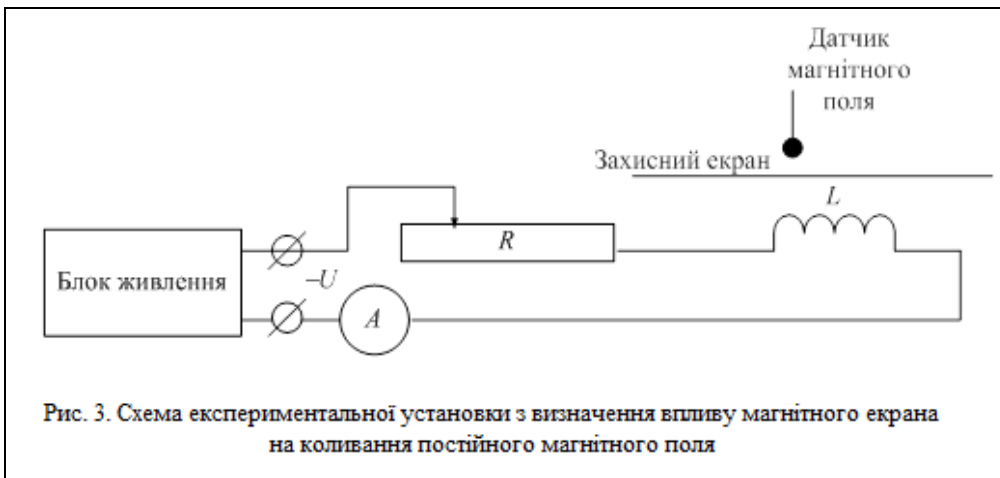 Датчик
магнітного
поля
Захисний екран
L
R
Блок живлення
–U
A
Рис. 3. Схема експериментальної установки з визначення впливу магнітного екрана
на коливання постійного магнітного поля